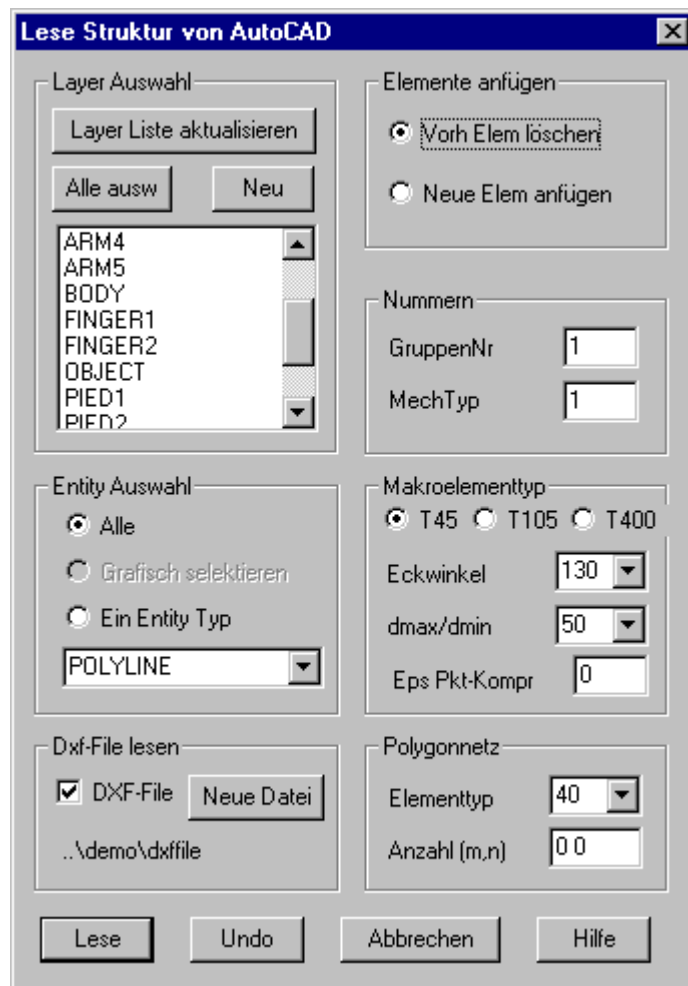 Lese Struktur von AutoCAD
Layer Auswahl
Layer Liste aktualisieren
Alle ausw
Neu
ARM4
ARM5
BODY
FINGER1
FINGER2
OBJECT
PIED1
PIED2
Elemente anfügen
Vorh Elem löschen
Neue Elem anfügen
Nummern
GruppenNr 1
MechTyp 1
Entity Auswahl
Alle
Grafisch selektieren
Ein Entity Typ
POLYLINE
Makroelementtyp
T45 T105 T400
Eckwinkel 130
dmax/dmin 50
Eps Pkt-Kompr 0
Dxf-File lesen
DXF-File Neue Datei
..\demo\dxffile
Polygonnetz
Elementtyp 40
Anzahl (m,n) 0 0
Lese Undo Abbrechen Hilfe